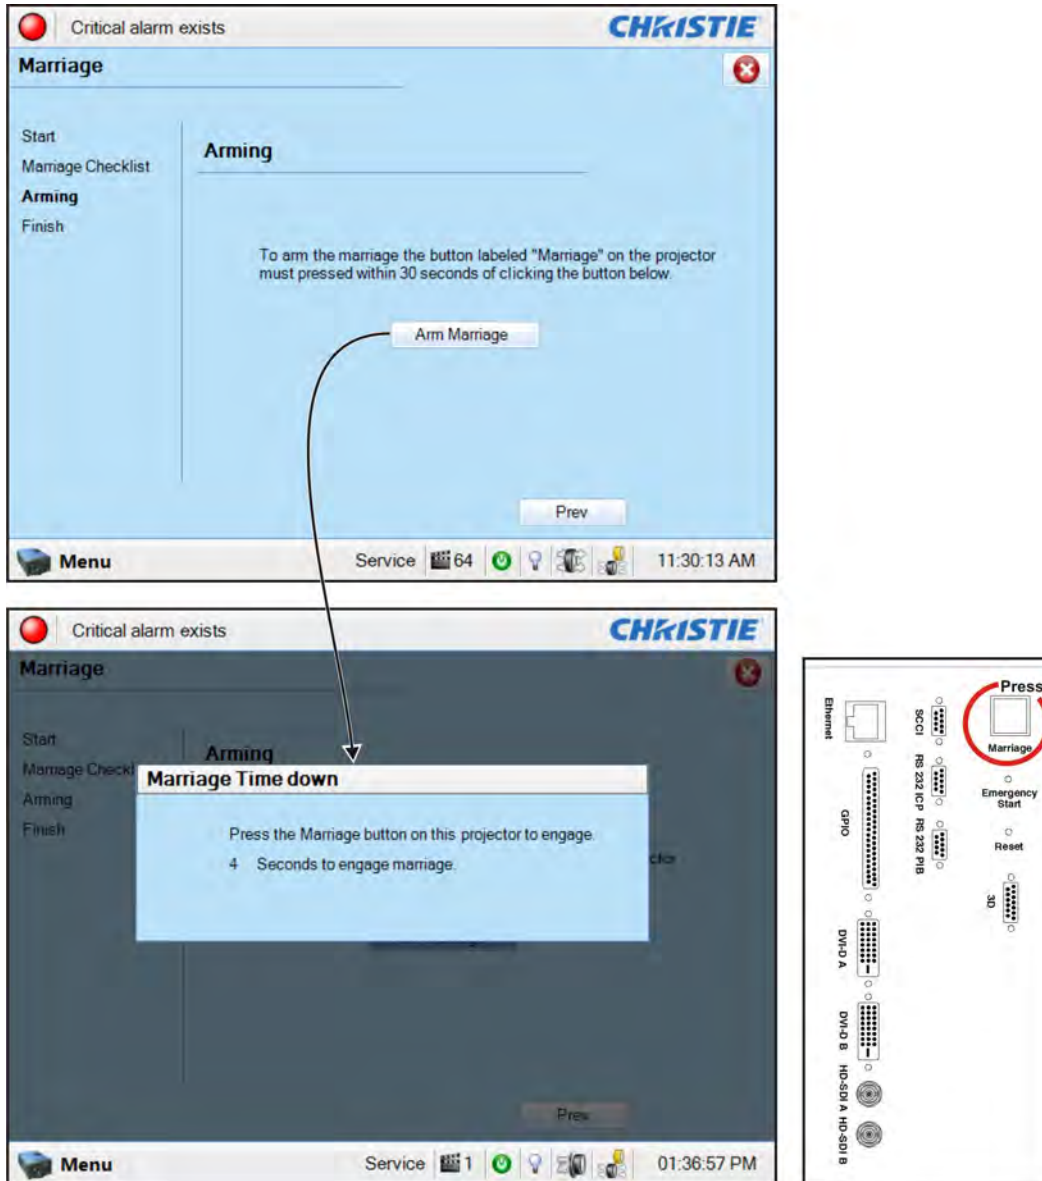 Critical alarm exists
CHRISTIE
Marriage
Start
Marriage Checklist
Arming
Finish
Arming
To arm the marriage the button labeled "Marriage" on the projector
must pressed within 30 seconds of clicking the button below.
Arm Marriage
Prev
Menu
Service
64
11:30:13 AM
Critical alarm exists
CHRISTIE
Marriage
Start
Marriage Checkl
Arming
Finish
Arming
Marriage Time down
Press the Marriage button on this projector to engage.
4 Seconds to engage marriage.
ctor
Prev
Menu
Service
1
01:36:57 PM
Press
Marriage
Emergency
Start
Reset
3D
SCCI
RS 232 ICP
RS 232 PIB
Ethernet
GPIO
DVI-D A
DVI-D B
HD-SDI A
HD-SDI B